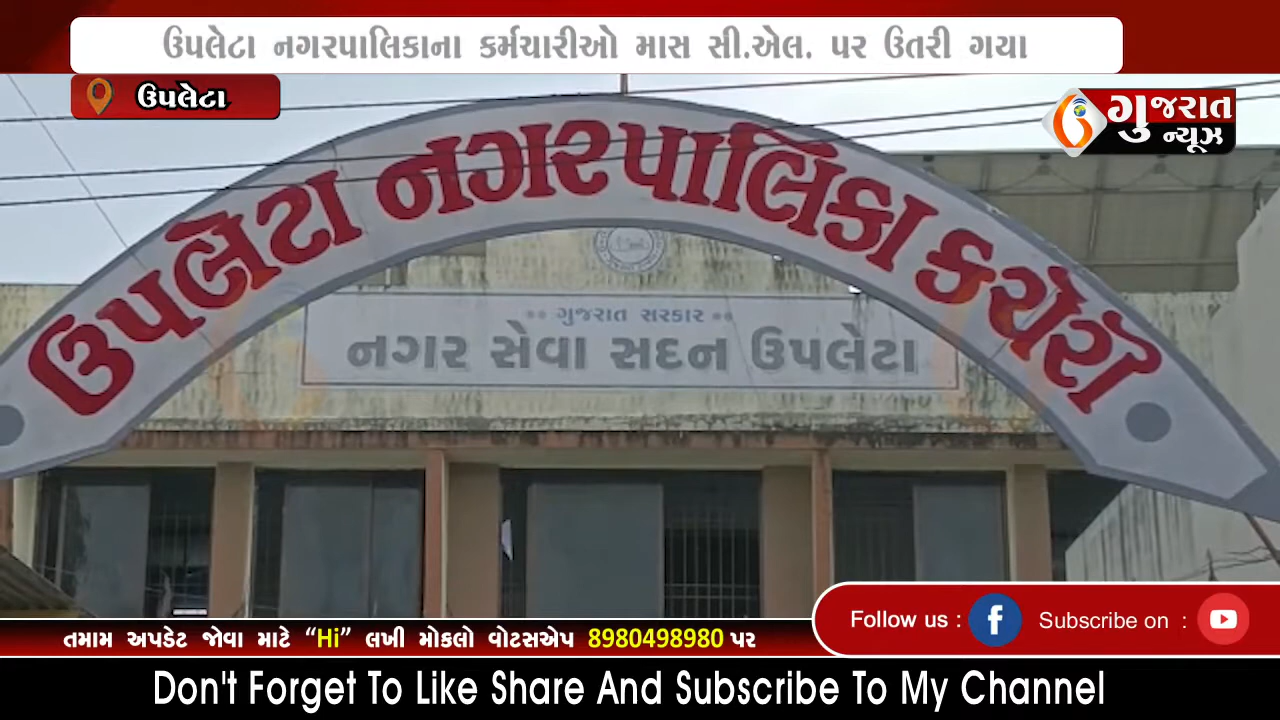 ઉપલેટા નગરપાલિકાના કર્મચારીઓ માસ સી.એલ. પર ઉતરી ગયા
ઉપલેટા
ગુજરાત
ન્યૂઝ
ઉપલેટા નગરપાલિકા કચેરી
ગુજરાત સરકાર
નગર સેવા સદન ઉપલેટા
Follow us :
Subscribe on :
તમામ અપડેટ જોવા માટે “Hi” લખી મોકલો વોટસએપ 8980498980 પર
Don't Forget To Like Share And Subscribe To My Channel